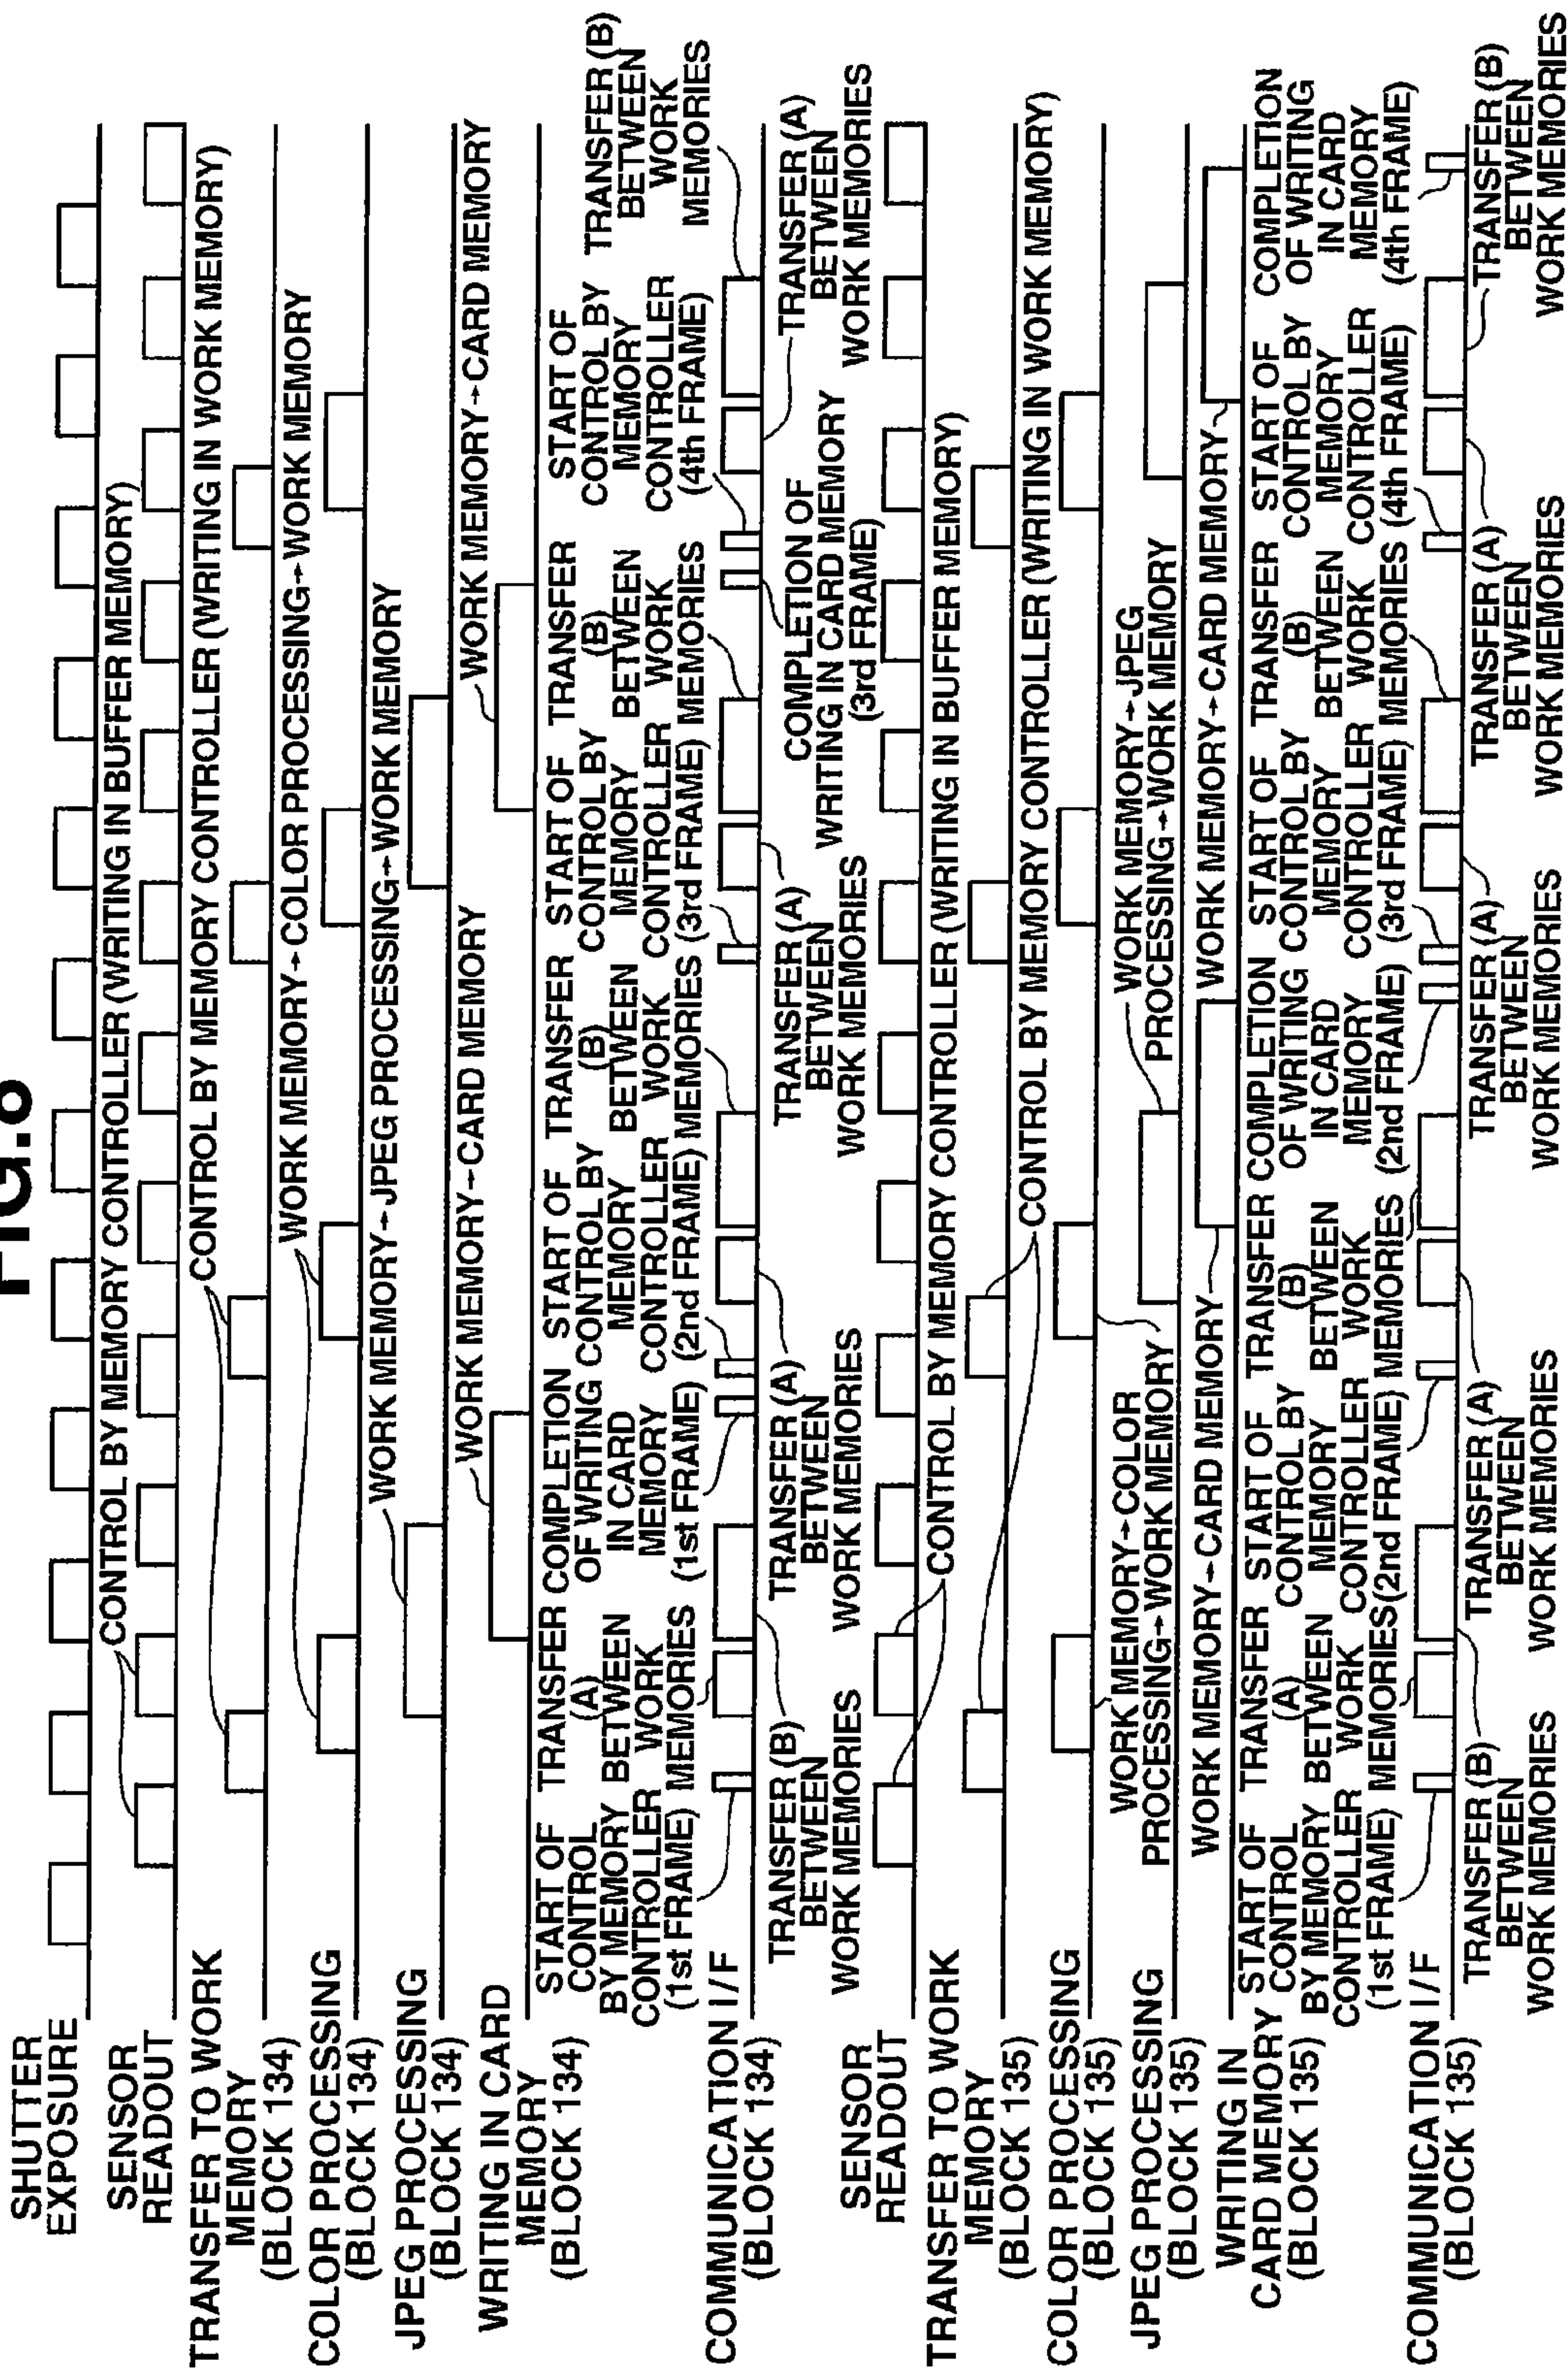 FIG.8
SHUTTER
EXPOSURE
SENSOR
READOUT
CONTROL BY MEMORY CONTROLLER (WRITING IN BUFFER MEMORY)
TRANSFER TO WORK
MEMORY
(BLOCK 134)
CONTROL BY MEMORY CONTROLLER (WRITING IN WORK MEMORY)
COLOR PROCESSING
(BLOCK 134)
WORK MEMORY→COLOR PROCESSING→WORK MEMORY
JPEG PROCESSING
(BLOCK 134)
WORK MEMORY→JPEG PROCESSING→WORK MEMORY
WRITING IN CARD
MEMORY
(BLOCK 134)
WORK MEMORY→CARD MEMORY
WORK MEMORY→CARD MEMORY
START OF
CONTROL
BY MEMORY
CONTROLLER
(1st FRAME)
TRANSFER
(A)
BETWEEN
WORK
MEMORIES
COMPLETION
OF WRITING
IN CARD
MEMORY
(1st FRAME)
START OF
CONTROL BY
MEMORY
CONTROLLER
(2nd FRAME)
TRANSFER
(B)
BETWEEN
WORK
MEMORIES
START OF
CONTROL BY
MEMORY
CONTROLLER
(3rd FRAME)
TRANSFER
(B)
BETWEEN
WORK
MEMORIES
START OF
CONTROL BY
MEMORY
CONTROLLER
(4th FRAME)
TRANSFER (B)
BETWEEN
WORK
MEMORIES
COMMUNICATION I/F
(BLOCK 134)
TRANSFER (B)
BETWEEN
WORK MEMORIES
TRANSFER (A)
BETWEEN
WORK MEMORIES
TRANSFER (A)
BETWEEN
WORK MEMORIES
COMPLETION OF
WRITING IN CARD MEMORY
(3rd FRAME)
TRANSFER (A)
BETWEEN
WORK MEMORIES
SENSOR
READOUT
CONTROL BY MEMORY CONTROLLER (WRITING IN BUFFER MEMORY)
TRANSFER TO WORK
MEMORY
(BLOCK 135)
CONTROL BY MEMORY CONTROLLER (WRITING IN WORK MEMORY)
COLOR PROCESSING
(BLOCK 135)
WORK MEMORY→COLOR
PROCESSING→WORK MEMORY
WORK MEMORY→JPEG
PROCESSING→WORK MEMORY
JPEG PROCESSING
(BLOCK 135)
WORK MEMORY→CARD MEMORY
WORK MEMORY→CARD MEMORY
WRITING IN
CARD MEMORY
(BLOCK 135)
START OF
CONTROL
BY MEMORY
CONTROLLER
(1st FRAME)
TRANSFER
(A)
BETWEEN
WORK
MEMORIES
START OF
CONTROL BY
MEMORY
CONTROLLER
(2nd FRAME)
TRANSFER
(B)
BETWEEN
WORK
MEMORIES
COMPLETION
OF WRITING
IN CARD
MEMORY
(2nd FRAME)
START OF
CONTROL BY
MEMORY
CONTROLLER
(3rd FRAME)
TRANSFER
(B)
BETWEEN
WORK
MEMORIES
START OF
CONTROL BY
MEMORY
CONTROLLER
(4th FRAME)
COMPLETION
OF WRITING
IN CARD
MEMORY
(4th FRAME)
COMMUNICATION I/F
(BLOCK 135)
TRANSFER (B)
BETWEEN
WORK MEMORIES
TRANSFER (A)
BETWEEN
WORK MEMORIES
TRANSFER (A)
BETWEEN
WORK MEMORIES
TRANSFER (A)
BETWEEN
WORK MEMORIES
TRANSFER (B)
BETWEEN
WORK MEMORIES